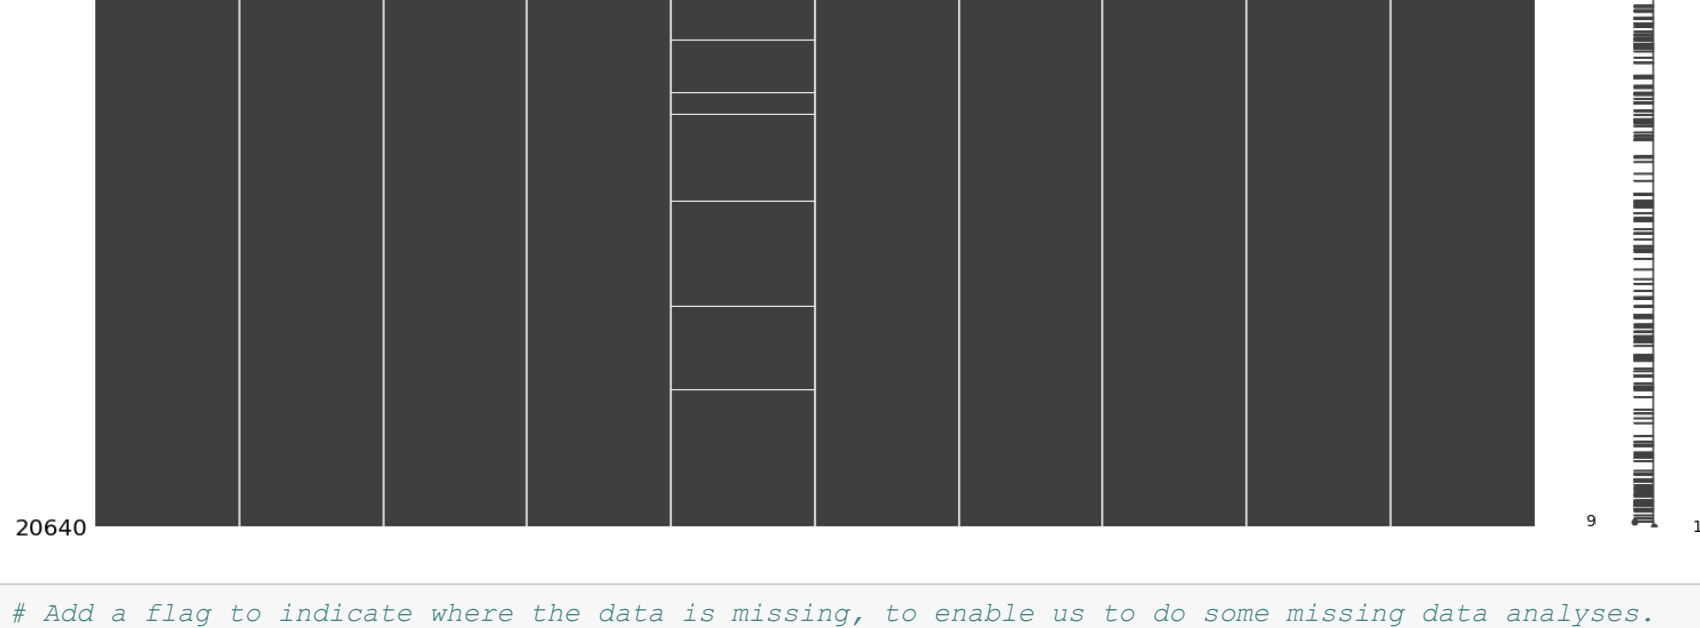 20640
9
1
# Add a flag to indicate where the data is missing, to enable us to do some missing data analyses.